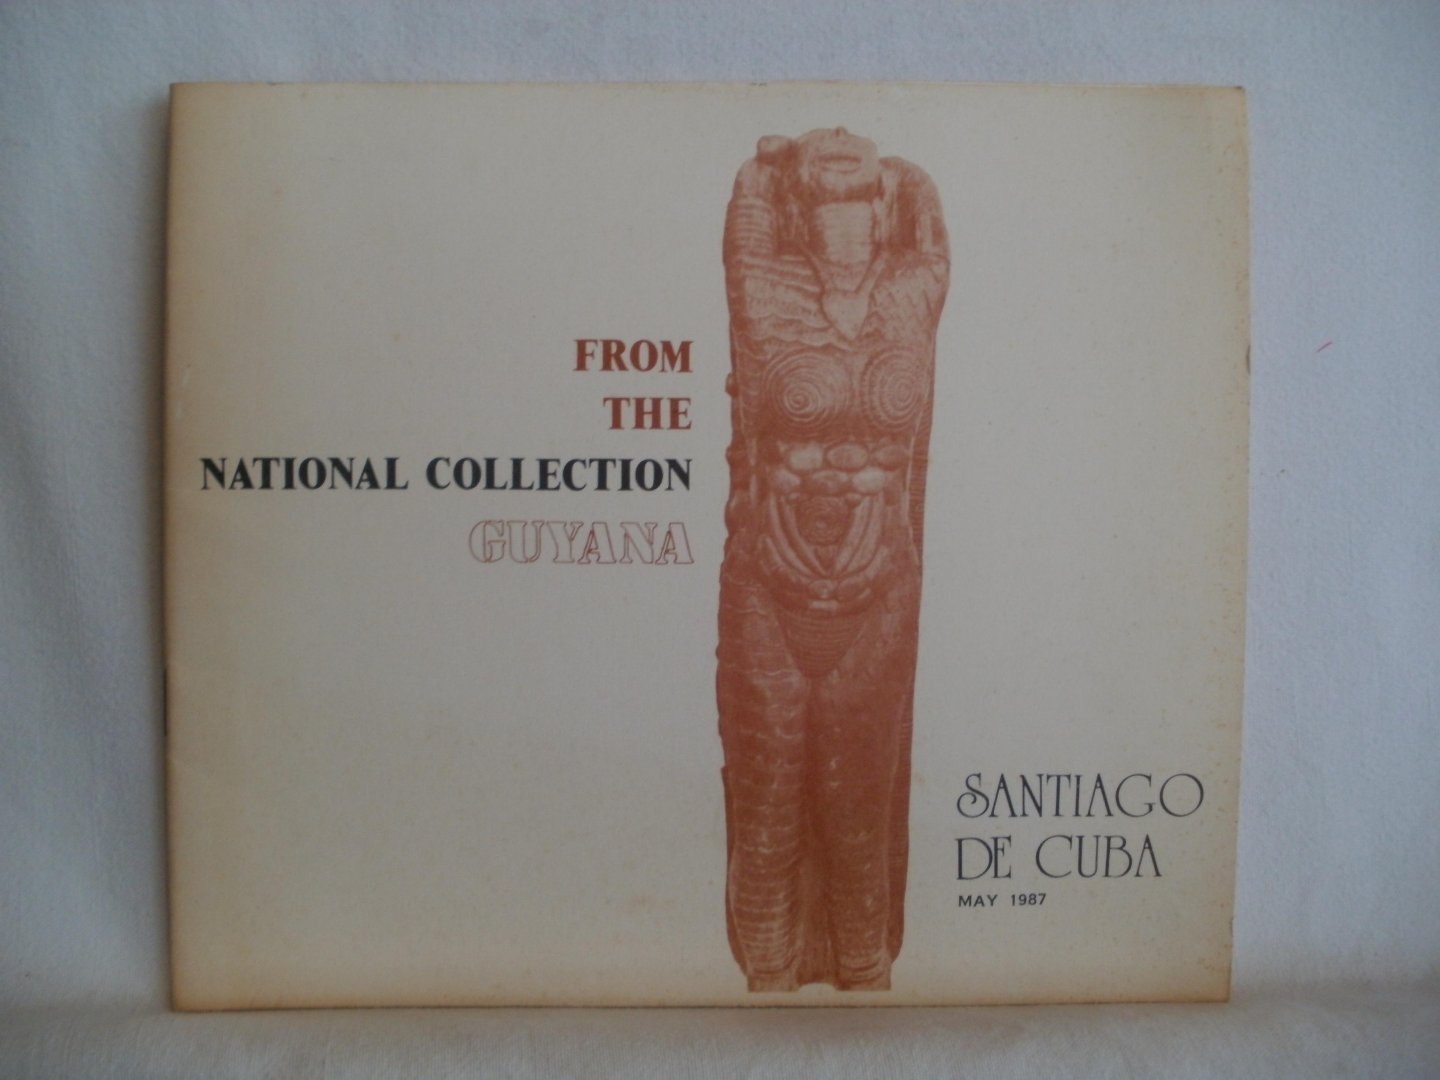 FROM
THE
NATIONAL COLLECTION
GUYANA
SANTIAGO
DE CUBA
MAY 1987